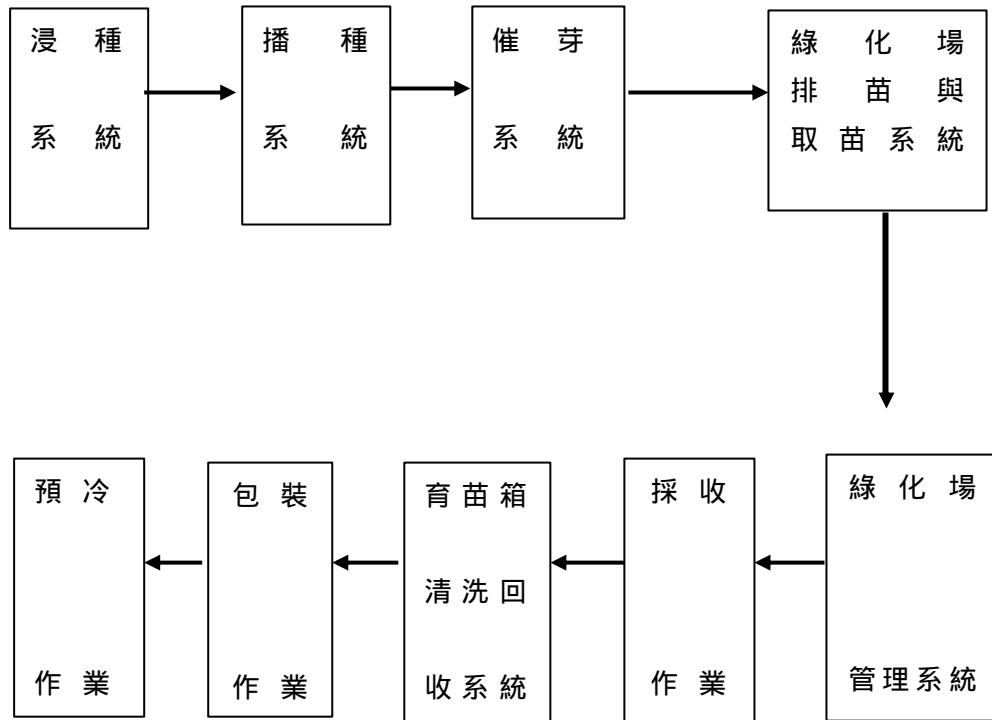 浸種
系統
播種
系統
催芽
系統
綠化場
排苗與
取苗系統
預冷
作業
包裝
作業
育苗箱
清洗回
收系統
採收
作業
綠化場
管理系統